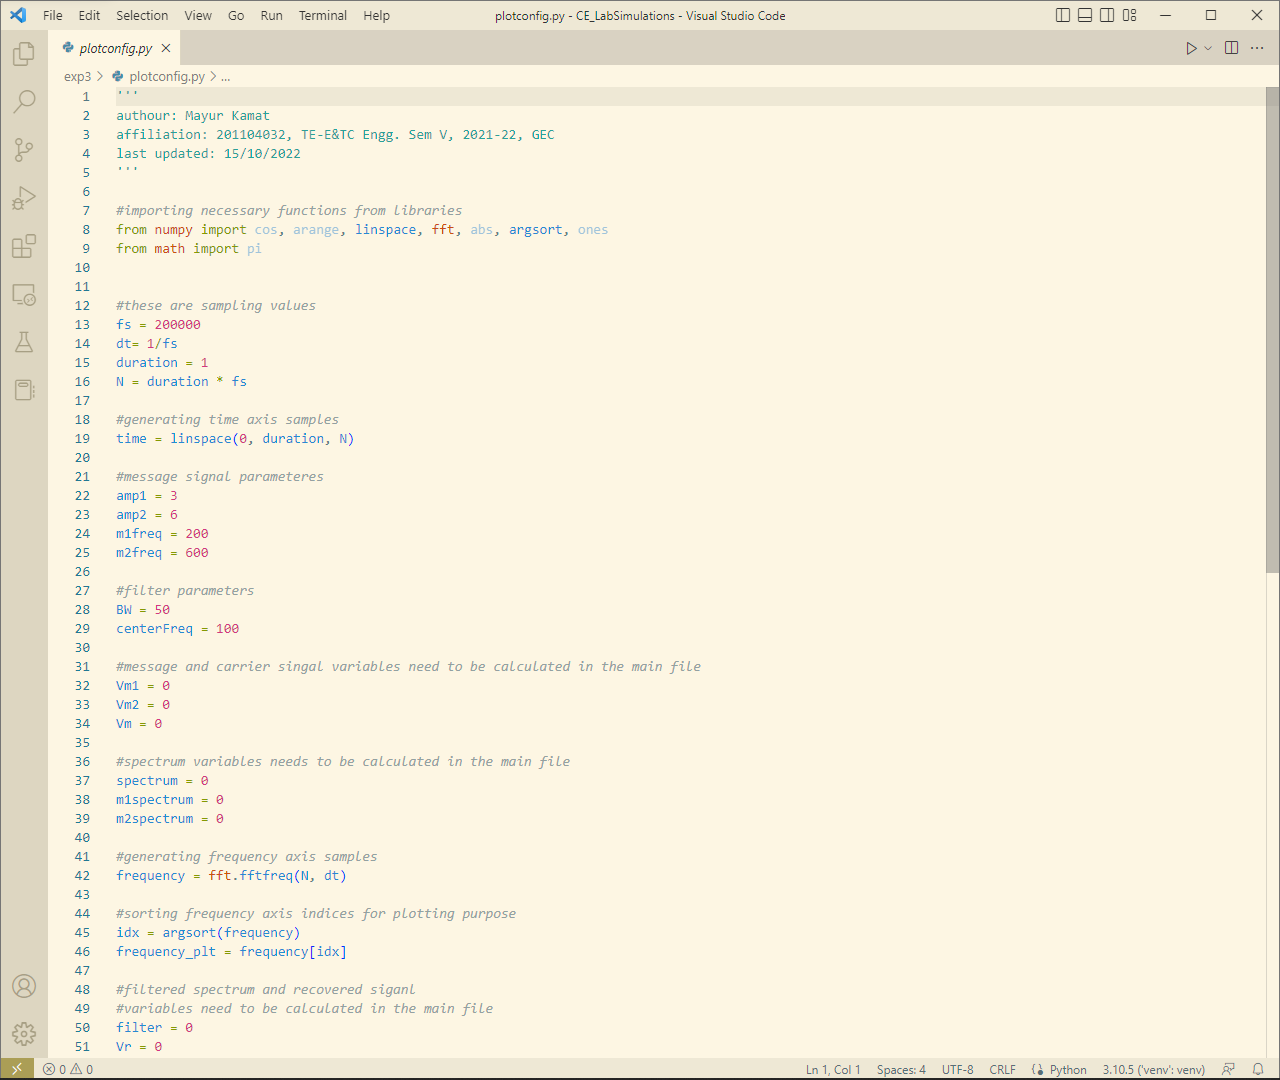 File Edit Selection View Go Run Terminal Help plotconfig.py - CE_LabSimulations - Visual Studio Code
plotconfig.py
exp3 > plotconfig.py > ...
1 '''
2 authour: Mayur Kamat
3 affiliation: 201104032, TE-E&TC Engg. Sem V, 2021-22, GEC
4 last updated: 15/10/2022
5 '''
6
7 #importing necessary functions from libraries
8 from numpy import cos, arange, linspace, fft, abs, argsort, ones
9 from math import pi
10
11
12 #these are sampling values
13 fs = 200000
14 dt= 1/fs
15 duration = 1
16 N = duration * fs
17
18 #generating time axis samples
19 time = linspace(0, duration, N)
20
21 #message signal parameteres
22 amp1 = 3
23 amp2 = 6
24 m1freq = 200
25 m2freq = 600
26
27 #filter parameters
28 BW = 50
29 centerFreq = 100
30
31 #message and carrier singal variables need to be calculated in the main file
32 Vm1 = 0
33 Vm2 = 0
34 Vm = 0
35
36 #spectrum variables needs to be calculated in the main file
37 spectrum = 0
38 m1spectrum = 0
39 m2spectrum = 0
40
41 #generating frequency axis samples
42 frequency = fft.fftfreq(N, dt)
43
44 #sorting frequency axis indices for plotting purpose
45 idx = argsort(frequency)
46 frequency_plt = frequency[idx]
47
48 #filtered spectrum and recovered siganl
49 #variables need to be calculated in the main file
50 filter = 0
51 Vr = 0
0 0 Ln 1, Col 1 Spaces: 4 UTF-8 CRLF Python 3.10.5 ('venv': venv)